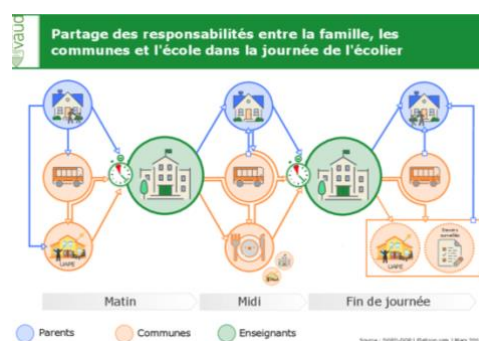 vaud
Partage des responsabilités entre la famille, les
communes et l'école dans la journée de l'écolier
UAPE
UAPE
Matin
Midi
Fin de journée
Parents
Communes
Enseignants